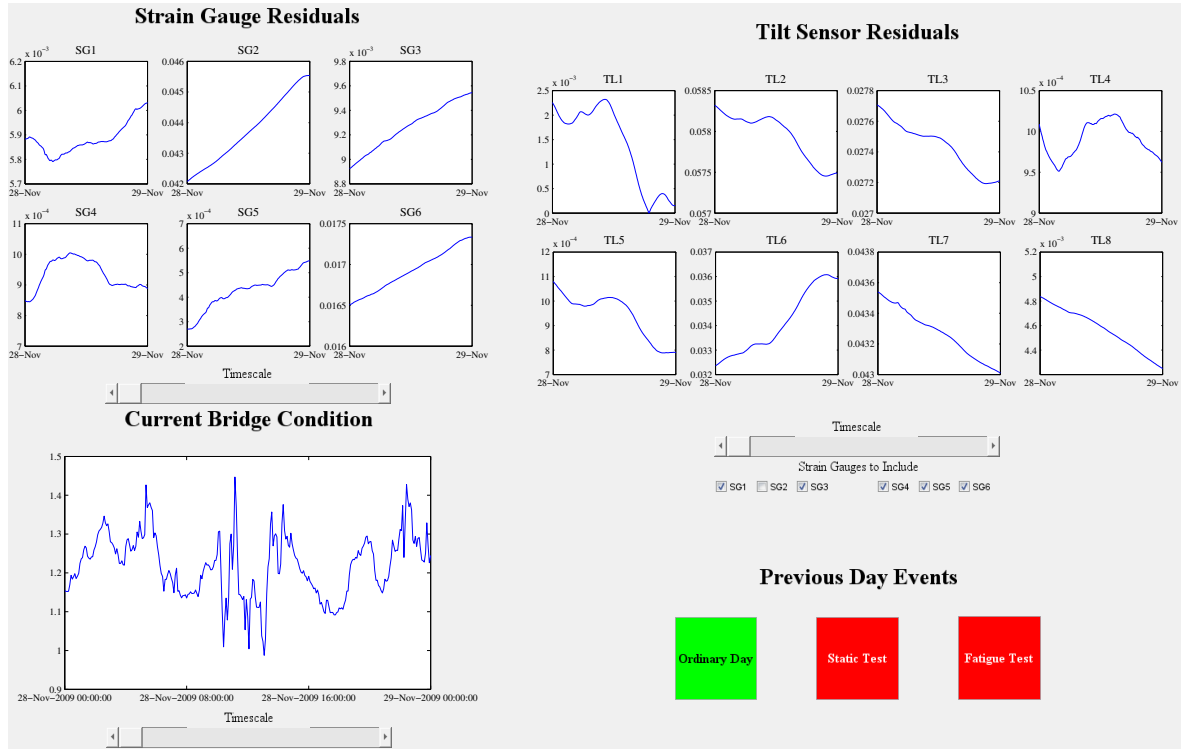 Strain Gauge Residuals
SG1
x 10⁻³
6.2
6.1
6
5.9
5.8
5.7
28−Nov
29−Nov
SG2
0.046
0.045
0.044
0.043
0.042
28−Nov
29−Nov
SG3
x 10⁻³
9.8
9.6
9.4
9.2
9
8.8
28−Nov
29−Nov
SG4
x 10⁻⁴
11
10
9
8
7
28−Nov
29−Nov
SG5
x 10⁻⁴
7
6
5
4
3
2
28−Nov
29−Nov
SG6
0.0175
0.017
0.0165
0.016
28−Nov
29−Nov
Timescale
Tilt Sensor Residuals
TL1
x 10⁻³
2.5
2
1.5
1
0.5
0
28−Nov
29−Nov
TL2
0.0585
0.058
0.0575
0.057
28−Nov
29−Nov
TL3
0.0278
0.0276
0.0274
0.0272
0.027
28−Nov
29−Nov
TL4
x 10⁻⁴
10.5
10
9.5
9
28−Nov
29−Nov
TL5
x 10⁻⁴
12
11
10
9
8
7
28−Nov
29−Nov
TL6
0.037
0.036
0.035
0.034
0.033
0.032
28−Nov
29−Nov
TL7
0.0438
0.0436
0.0434
0.0432
0.043
28−Nov
29−Nov
TL8
x 10⁻³
5.2
5
4.8
4.6
4.4
28−Nov
29−Nov
Timescale
Strain Gauges to Include
SG1 SG2 SG3 SG4 SG5 SG6
Current Bridge Condition
1.5
1.4
1.3
1.2
1.1
1
0.9
28−Nov−2009 00:00:00
28−Nov−2009 08:00:00
28−Nov−2009 16:00:00
29−Nov−2009 00:00:00
Timescale
Previous Day Events
Ordinary Day
Static Test
Fatigue Test